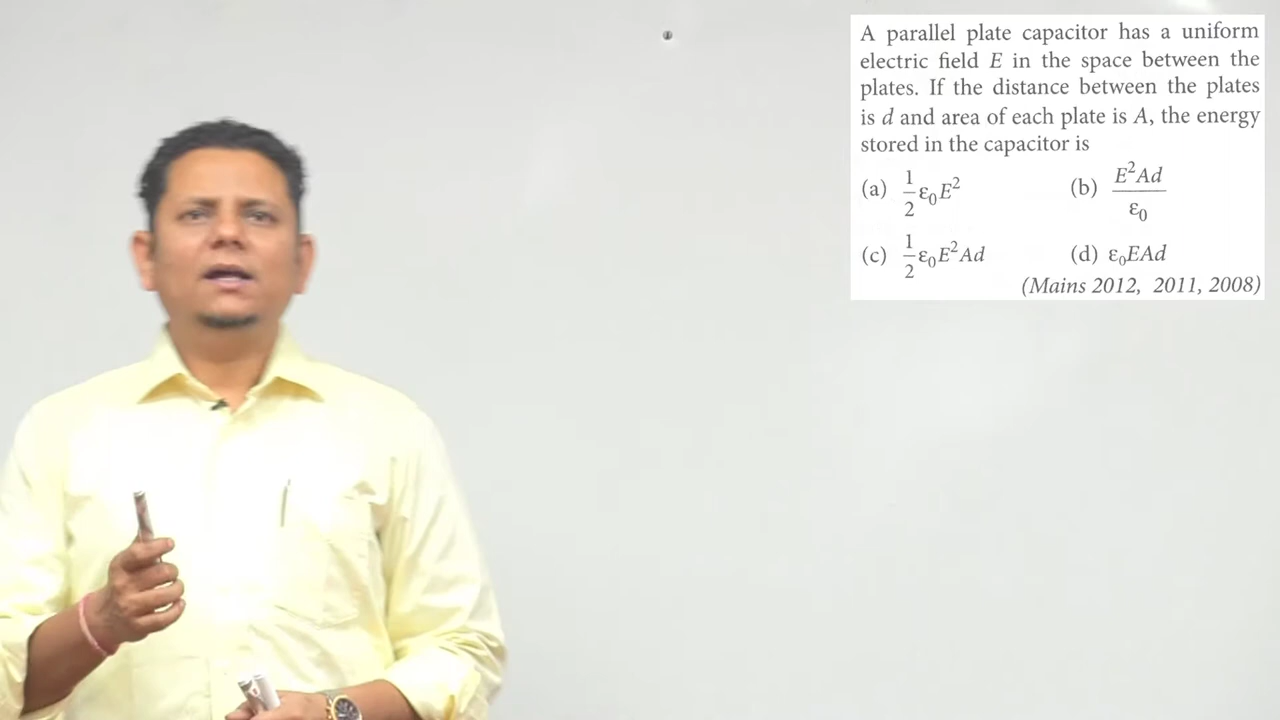 A parallel plate capacitor has a uniform
electric field E in the space between the
plates. If the distance between the plates
is d and area of each plate is A, the energy
stored in the capacitor is
(a) 1/2 ε₀E² (b) E²Ad/ε₀
(c) 1/2 ε₀E²Ad (d) ε₀EAd
(Mains 2012, 2011, 2008)